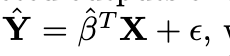 Ŷ = β̂ᵀX + ϵ,